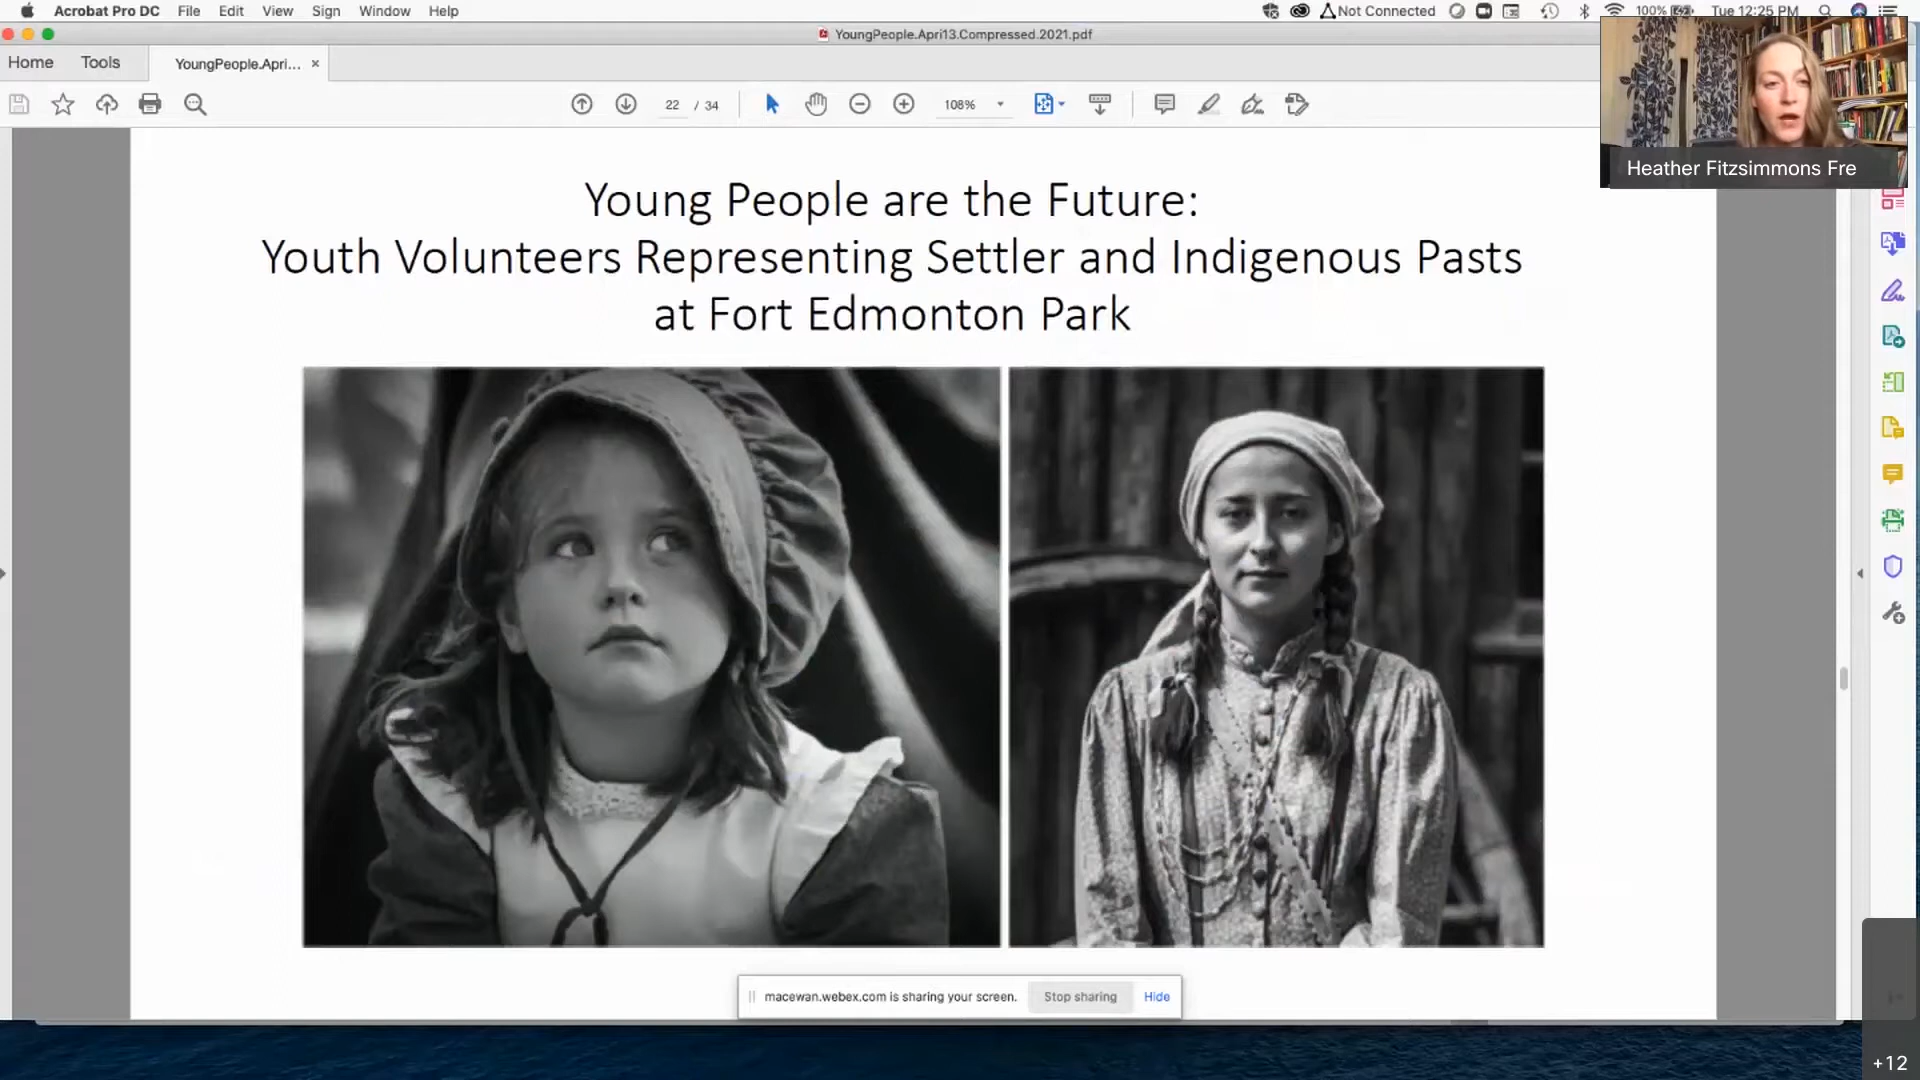 Acrobat Pro DC File Edit View Sign Window Help
Not Connected 100% Tue 12:25 PM
YoungPeople.Apri13.Compressed.2021.pdf
Home Tools YoungPeople.Apri... ×
22 / 34 108%
Heather Fitzsimmons Fre
Young People are the Future:
Youth Volunteers Representing Settler and Indigenous Pasts
at Fort Edmonton Park
macewan.webex.com is sharing your screen. Stop sharing Hide
+12